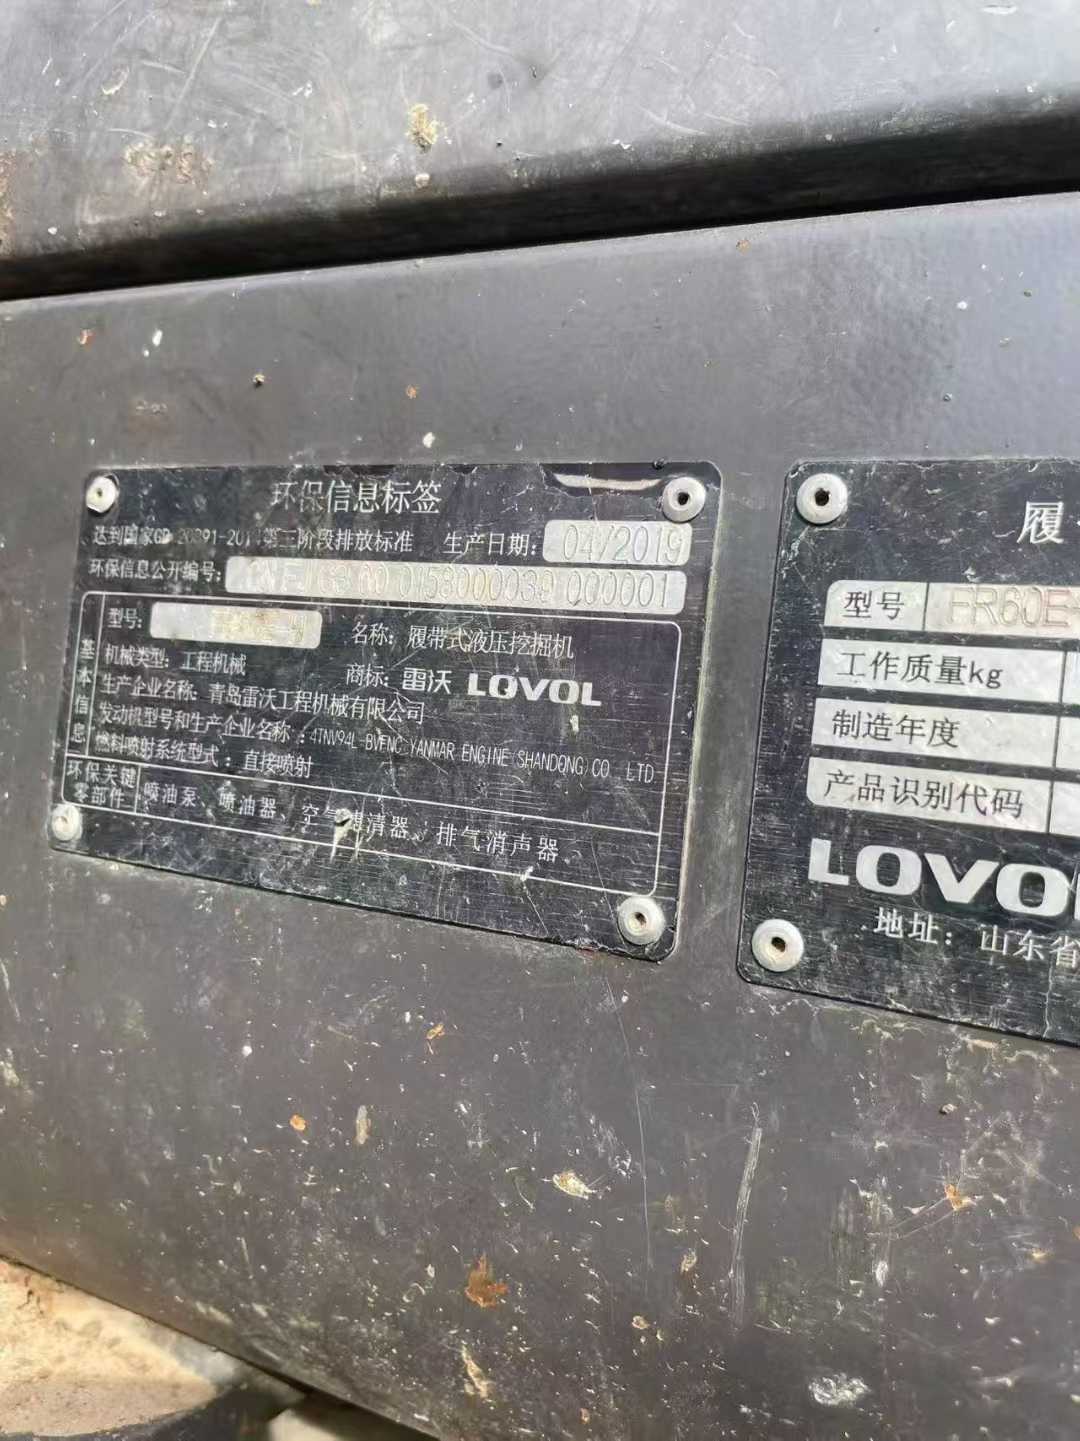 环保信息标签
达到国家GB 20891-2014第三阶段排放标准 生产日期: 04/2019
环保信息公开编号: 000001
型号: 名称: 履带式液压挖掘机
机械类型: 工程机械 商标: 雷沃 LOVOL
生产企业名称: 青岛雷沃工程机械有限公司
发动机型号和生产企业名称 : 4TNV94L-BVFNC YANMAR ENGINE SHANDONG CO LTD
燃料喷射系统型式 : 直接喷射
基本信息
环保关键零部件
喷油泵、喷油器、空气滤清器、排气消声器
履
型号 FR60E
工作质量kg
制造年度
产品识别代码
LOVO
地址: 山东省